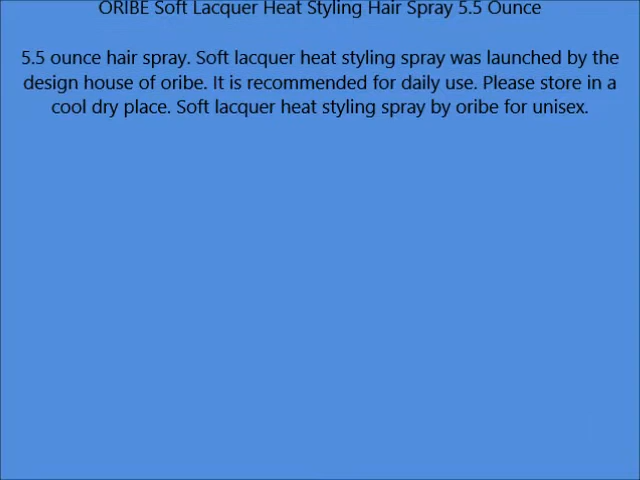 ORIBE Soft Lacquer Heat Styling Hair Spray 5.5 Ounce
5.5 ounce hair spray. Soft lacquer heat styling spray was launched by the
design house of oribe. It is recommended for daily use. Please store in a
cool dry place. Soft lacquer heat styling spray by oribe for unisex.